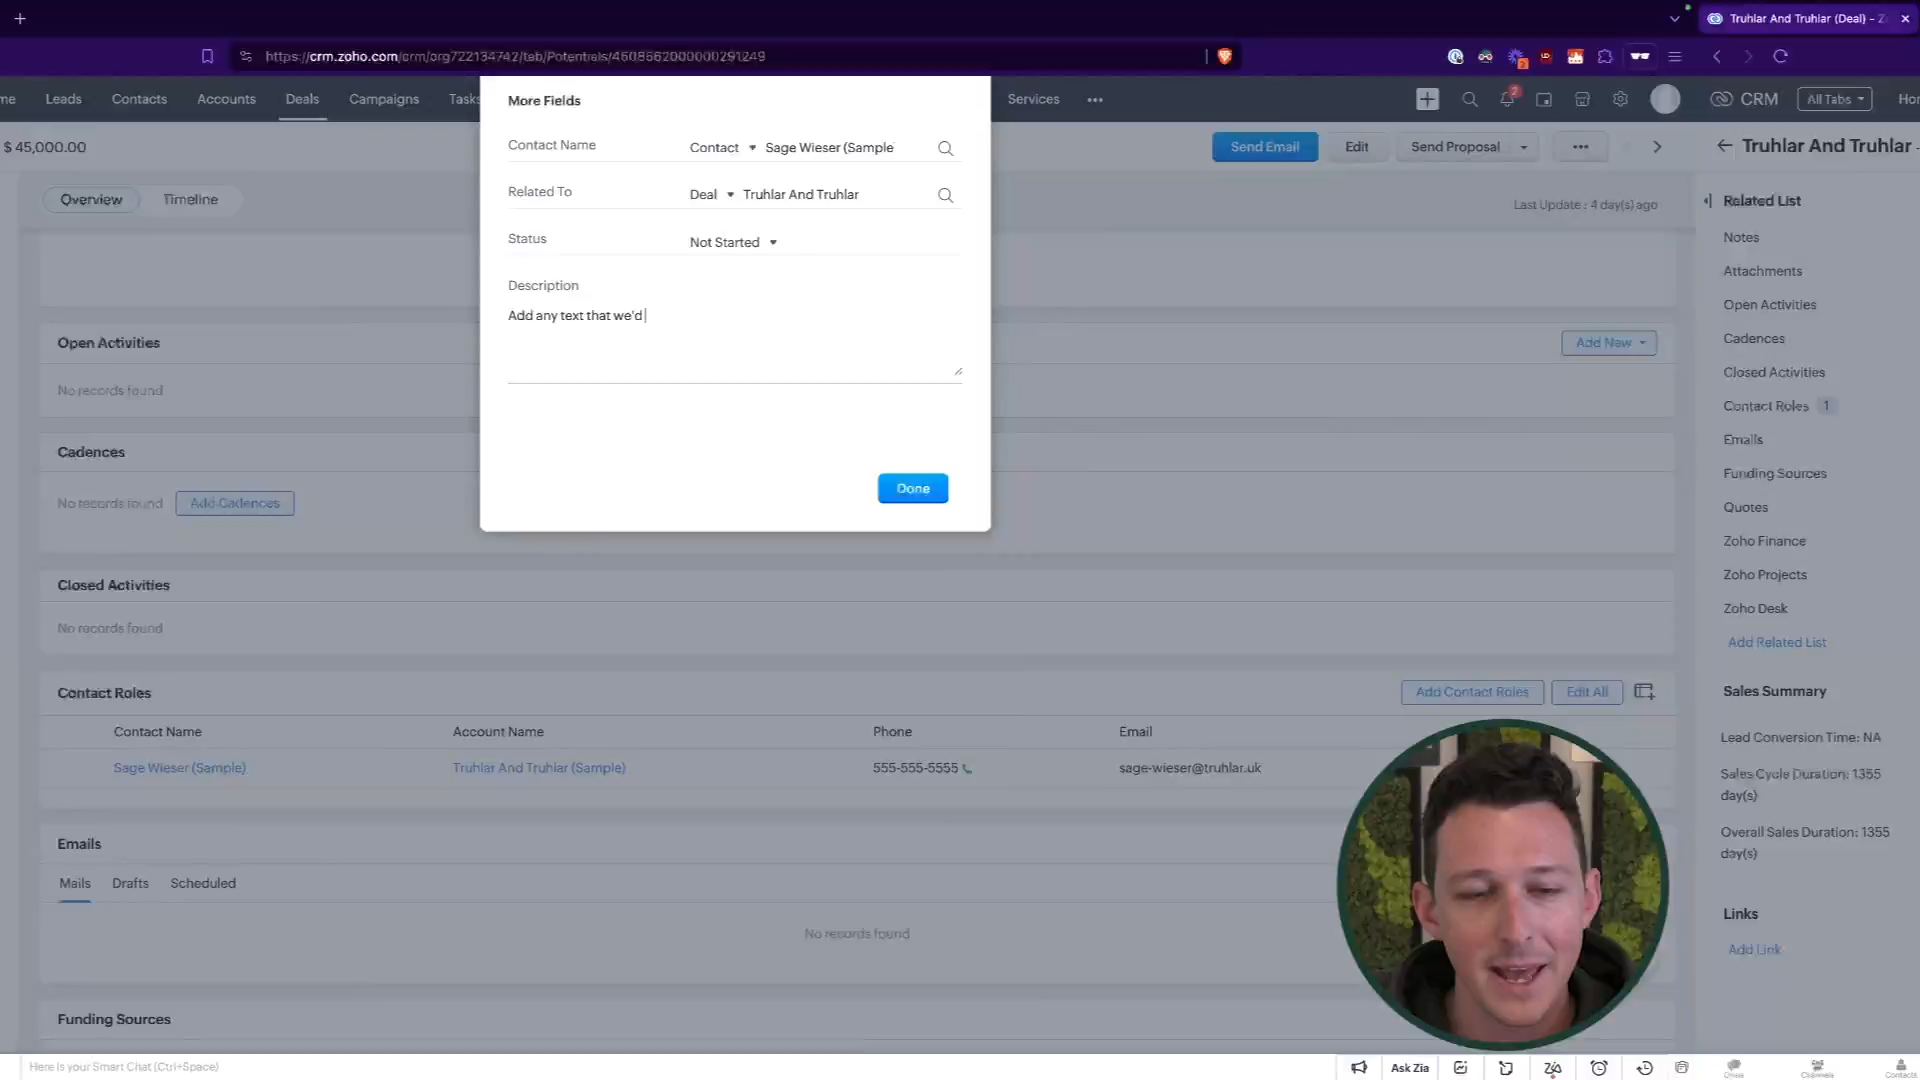 Truhlar And Truhlar (Deal) - Z
https://crm.zoho.com/crm/org722134742/tab/Potentials/4608562000000291249
me Leads Contacts Accounts Deals Campaigns Tasks Services
2
CRM All Tabs
$ 45,000.00
Send Email Edit Send Proposal
Truhlar And Truhlar -
Overview Timeline
Last Update : 4 day(s) ago
More Fields
Contact Name Contact Sage Wieser (Sample
Related To Deal Truhlar And Truhlar
Status Not Started
Description
Add any text that we'd
Done
Open Activities
Add New
No records found
Cadences
No records found Add Cadences
Closed Activities
No records found
Contact Roles
Add Contact Roles Edit All
Contact Name Account Name Phone Email
Sage Wieser (Sample) Truhlar And Truhlar (Sample) 555-555-5555 sage-wieser@truhlar.uk
Emails
Mails Drafts Scheduled
No records found
Funding Sources
Related List
Notes
Attachments
Open Activities
Cadences
Closed Activities
Contact Roles 1
Emails
Funding Sources
Quotes
Zoho Finance
Zoho Projects
Zoho Desk
Add Related List
Sales Summary
Lead Conversion Time: NA
Sales Cycle Duration: 1355
day(s)
Overall Sales Duration: 1355
day(s)
Links
Add Link
Here is your Smart Chat (Ctrl+Space)
Ask Zia
Chats Channels Contacts